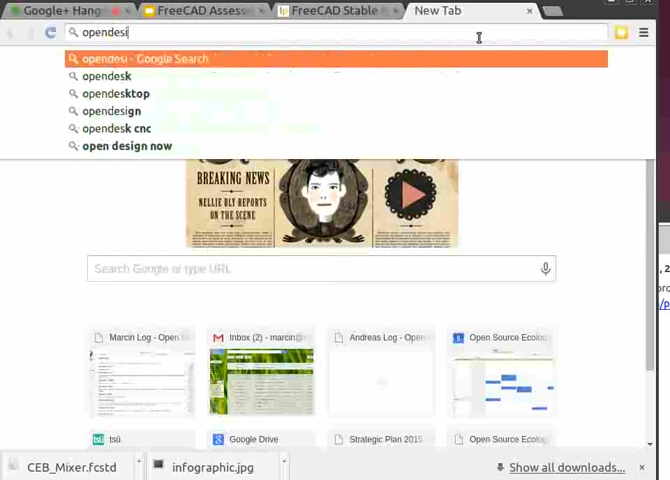 Google+ Hang
FreeCAD Assess
FreeCAD Stable
New Tab
opendesi
opendesi - Google Search
opendesk
opendesktop
opendesign
opendesk cnc
open design now
BREAKING NEWS
NELLIE BLY REPORTS
ON THE SCENE
Search Google or type URL
Marcin Log - Open
Inbox (2) - marcin@
Andreas Log - Open
Open Source Ecolo
tsū
Google Drive
Strategic Plan 2015
Open Source Ecolo
CEB_Mixer.fcstd
infographic.jpg
Show all downloads...